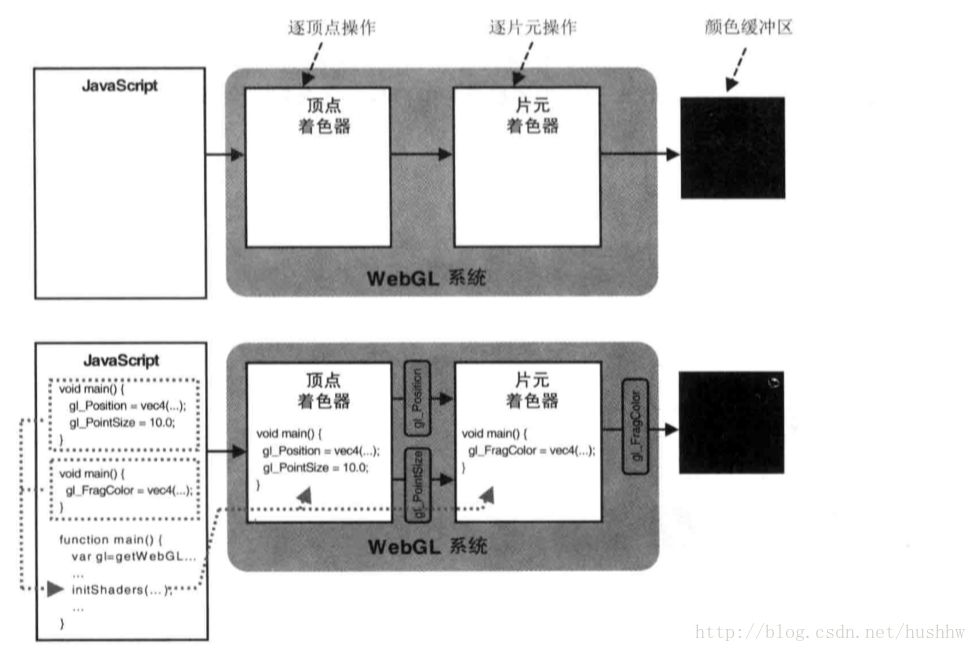 逐顶点操作
逐片元操作
颜色缓冲区
JavaScript
顶点
着色器
片元
着色器
WebGL 系统
JavaScript
void main() {
gl_Position = vec4(...);
gl_PointSize = 10.0;
}
void main() {
gl_FragColor = vec4(...);
}
function main() {
var gl=getWebGL...
...
initShaders(...);
...
}
顶点
着色器
void main() {
gl_Position = vec4(...);
gl_PointSize = 10.0;
}
gl_Position
gl_PointSize
片元
着色器
void main() {
gl_FragColor = vec4(...);
}
gl_FragColor
WebGL 系统
http://blog.csdn.net/hushhw